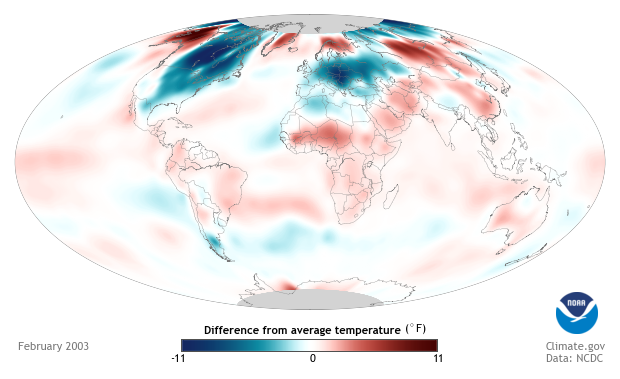 NOAA
Difference from average temperature (°F)
February 2003
-11 0 11
Climate.gov
Data: NCDC